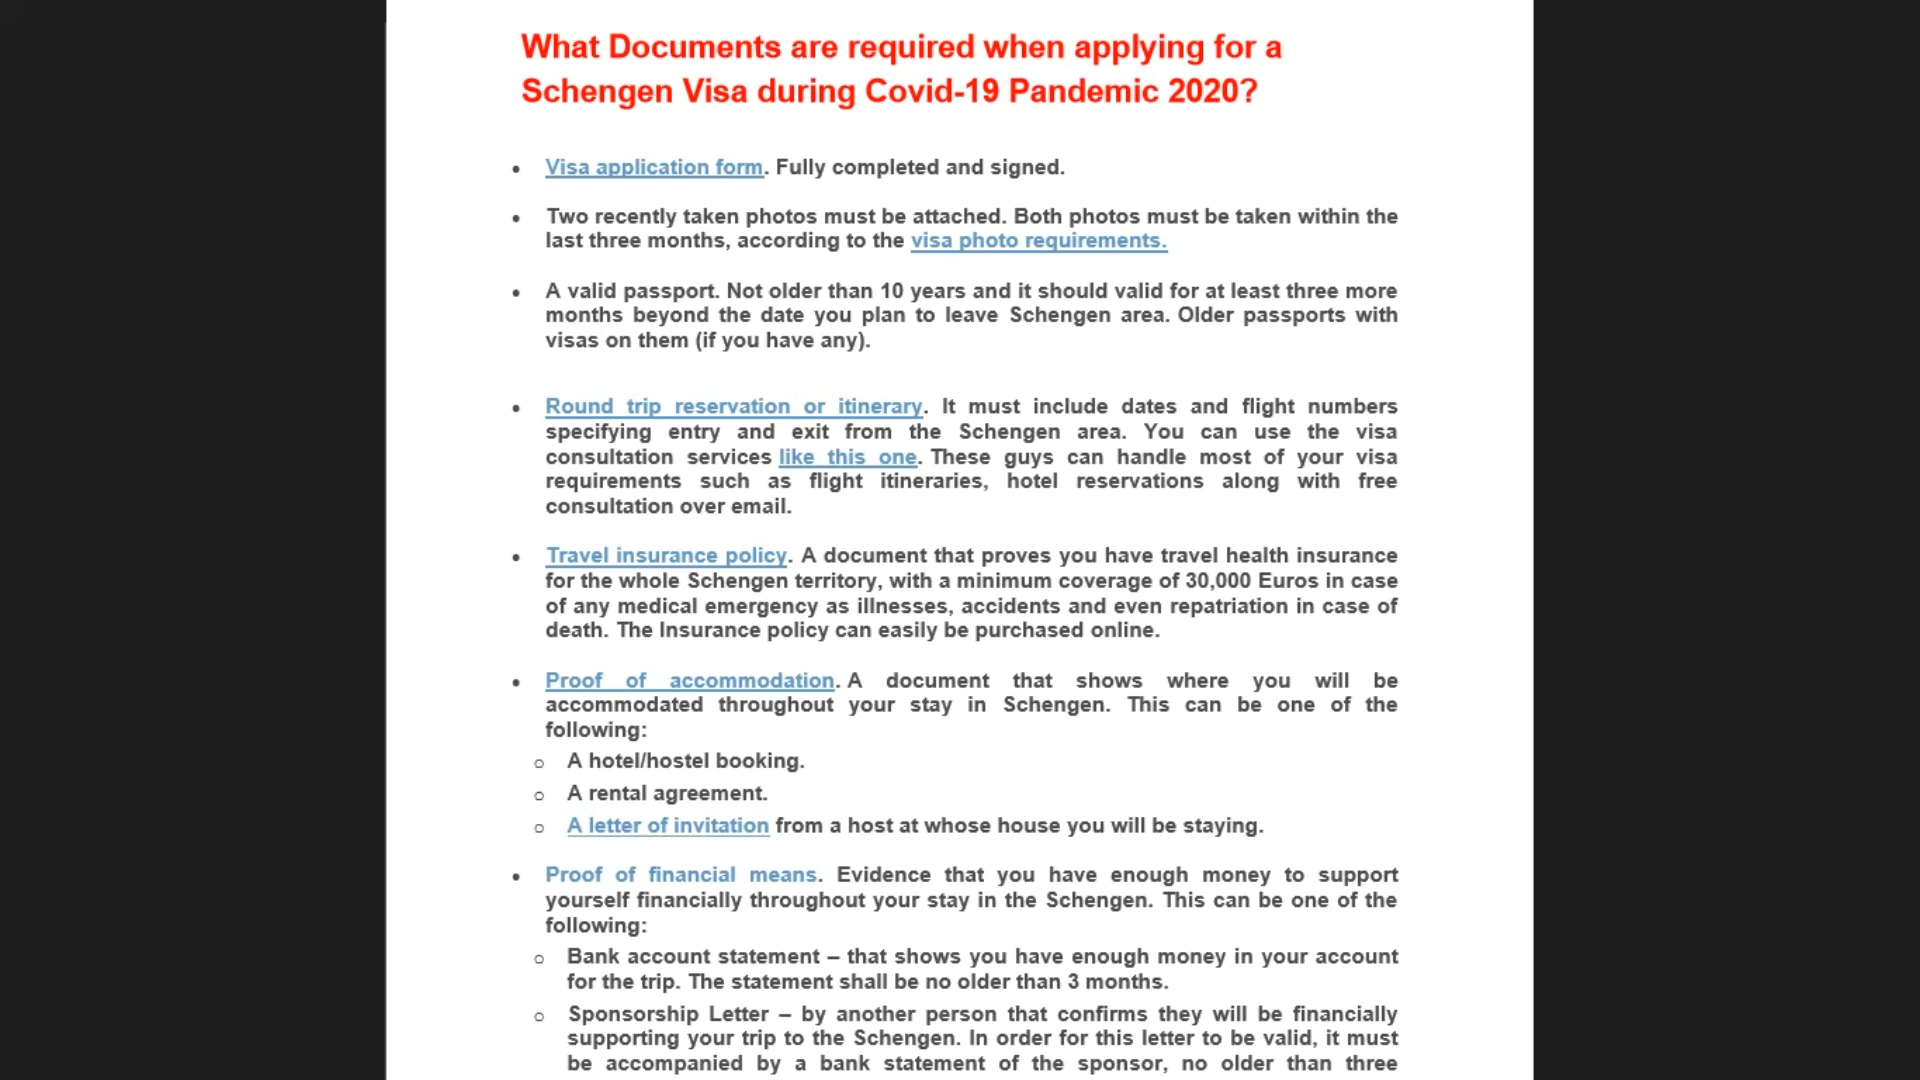 What Documents are required when applying for a
Schengen Visa during Covid-19 Pandemic 2020?
• Visa application form. Fully completed and signed.
• Two recently taken photos must be attached. Both photos must be taken within the
last three months, according to the visa photo requirements.
• A valid passport. Not older than 10 years and it should valid for at least three more
months beyond the date you plan to leave Schengen area. Older passports with
visas on them (if you have any).
• Round trip reservation or itinerary. It must include dates and flight numbers
specifying entry and exit from the Schengen area. You can use the visa
consultation services like this one. These guys can handle most of your visa
requirements such as flight itineraries, hotel reservations along with free
consultation over email.
• Travel insurance policy. A document that proves you have travel health insurance
for the whole Schengen territory, with a minimum coverage of 30,000 Euros in case
of any medical emergency as illnesses, accidents and even repatriation in case of
death. The Insurance policy can easily be purchased online.
• Proof of accommodation. A document that shows where you will be
accommodated throughout your stay in Schengen. This can be one of the
following:
o A hotel/hostel booking.
o A rental agreement.
o A letter of invitation from a host at whose house you will be staying.
• Proof of financial means. Evidence that you have enough money to support
yourself financially throughout your stay in the Schengen. This can be one of the
following:
o Bank account statement – that shows you have enough money in your account
for the trip. The statement shall be no older than 3 months.
o Sponsorship Letter – by another person that confirms they will be financially
supporting your trip to the Schengen. In order for this letter to be valid, it must
be accompanied by a bank statement of the sponsor, no older than three